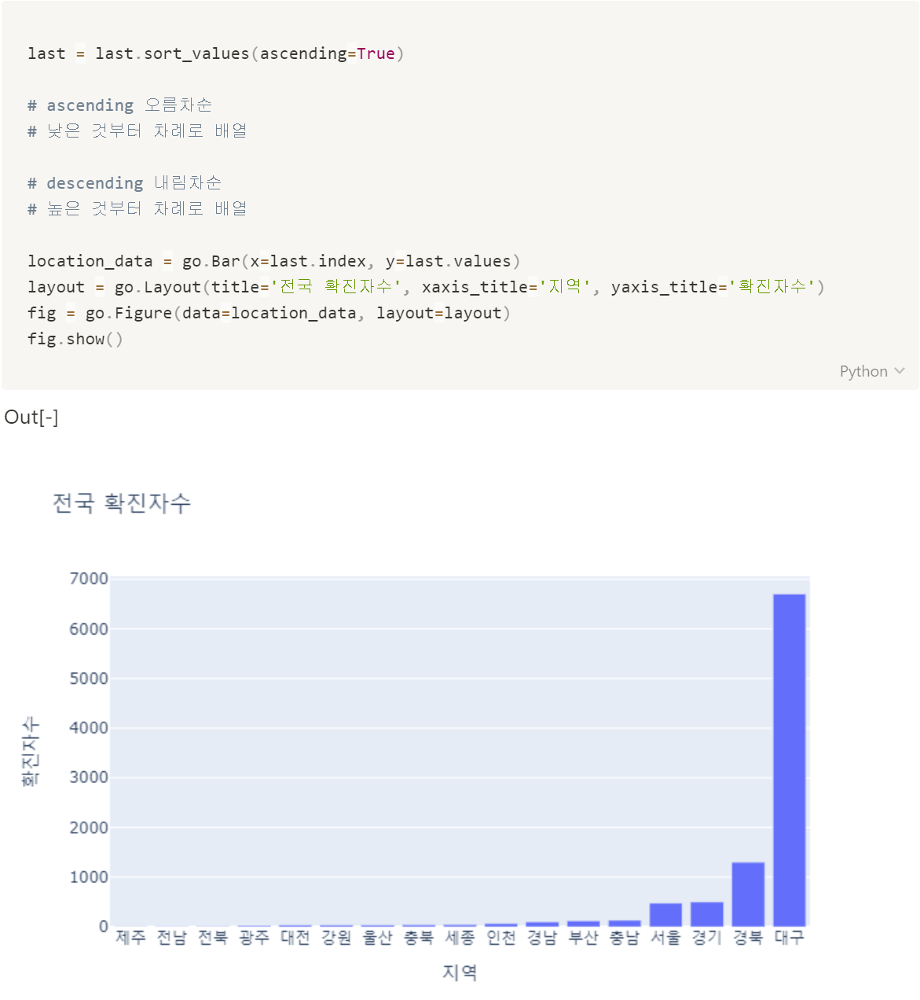 last = last.sort_values(ascending=True)
# ascending 오름차순
# 낮은 것부터 차례로 배열
# descending 내림차순
# 높은 것부터 차례로 배열
location_data = go.Bar(x=last.index, y=last.values)
layout = go.Layout(title='전국 확진자수', xaxis_title='지역', yaxis_title='확진자수')
fig = go.Figure(data=location_data, layout=layout)
fig.show()
Python
Out[-]
전국 확진자수
7000
6000
5000
4000
3000
2000
1000
0
확진자수
제주 전남 전북 광주 대전 강원 울산 충북 세종 인천 경남 부산 충남 서울 경기 경북 대구
지역